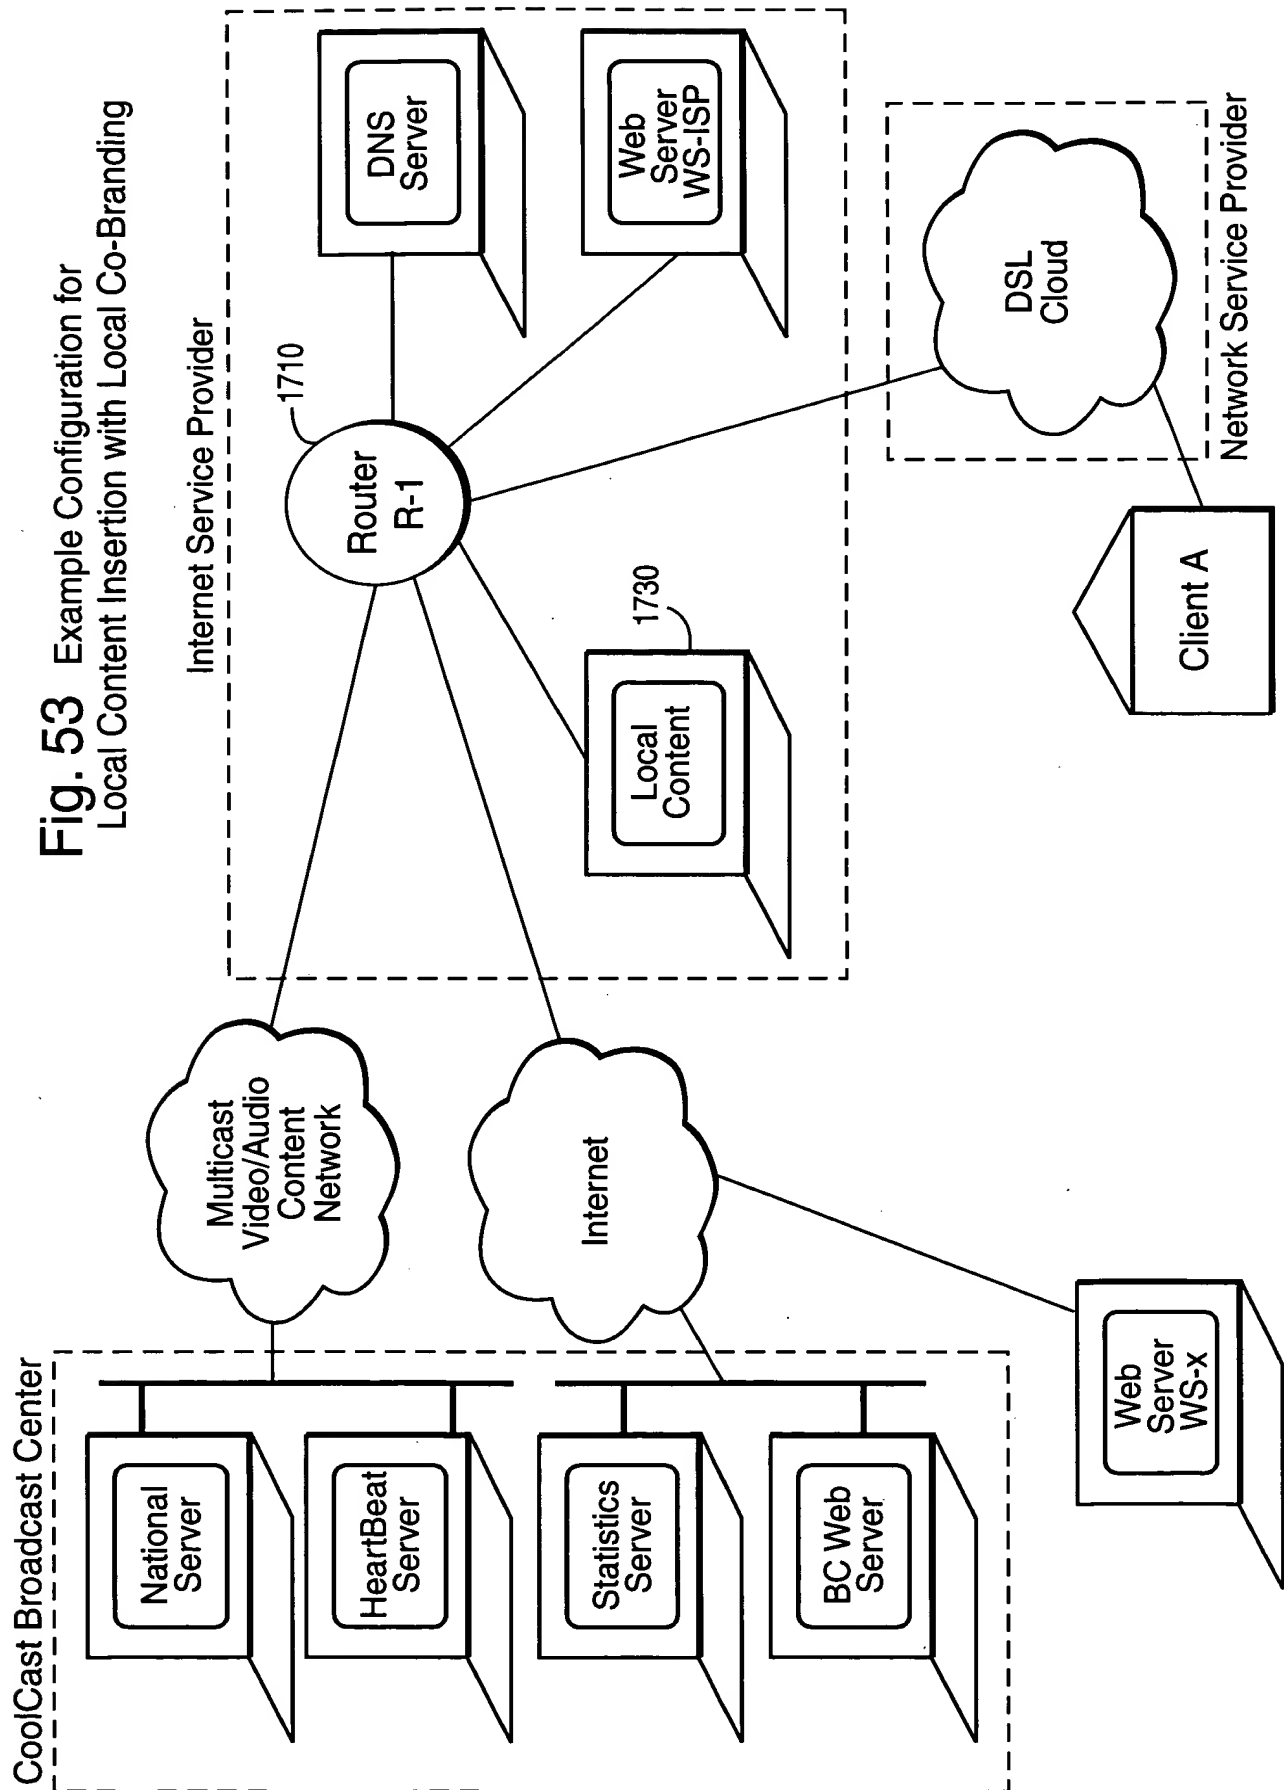 Fig. 53 Example Configuration for
Local Content Insertion with Local Co-Branding
CoolCast Broadcast Center
National
Server
HeartBeat
Server
Statistics
Server
BC Web
Server
Multicast
Video/Audio
Content
Network
Internet
Web
Server
WS-x
Internet Service Provider
Router
R-1
1710
DNS
Server
Web
Server
WS-ISP
Local
Content
1730
DSL
Cloud
Network Service Provider
Client A